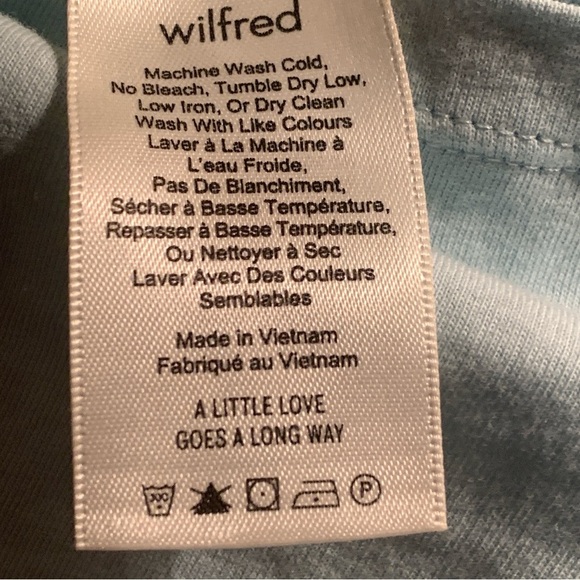 wilfred
Machine Wash Cold,
No Bleach, Tumble Dry Low,
Low Iron, Or Dry Clean
Wash With Like Colours
Laver à La Machine à
L'eau Froide,
Pas De Blanchiment,
Sécher à Basse Température,
Repasser à Basse Température,
Ou Nettoyer à Sec
Laver Avec Des Couleurs
Semblables
Made in Vietnam
Fabriqué au Vietnam
A LITTLE LOVE
GOES A LONG WAY
30C P